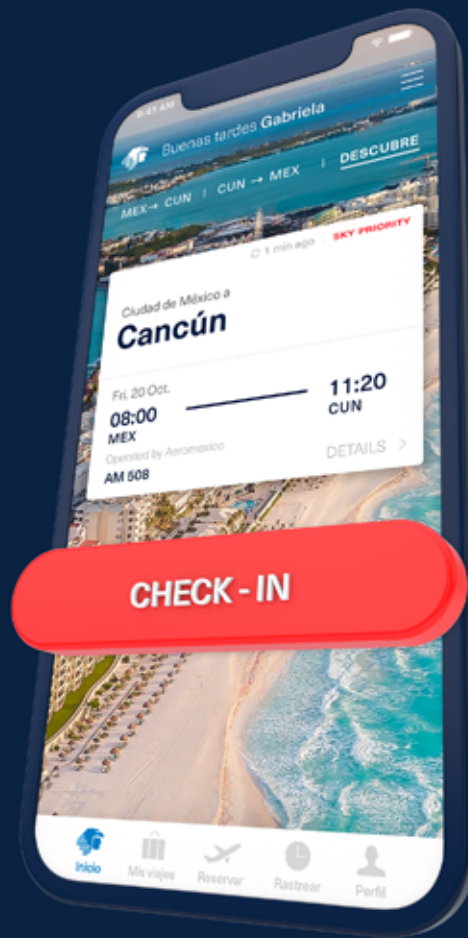 9:41 AM
Buenas tardes Gabriela
MEX→ CUN | CUN → MEX | DESCUBRE
1 min ago | SKY PRIORITY
Ciudad de México a
Cancún
Fri, 20 Oct.
08:00 11:20
MEX CUN
Operated by Aeromexico
AM 508 DETAILS >
CHECK - IN
Inicio Mis viajes Reservar Rastrear Perfil